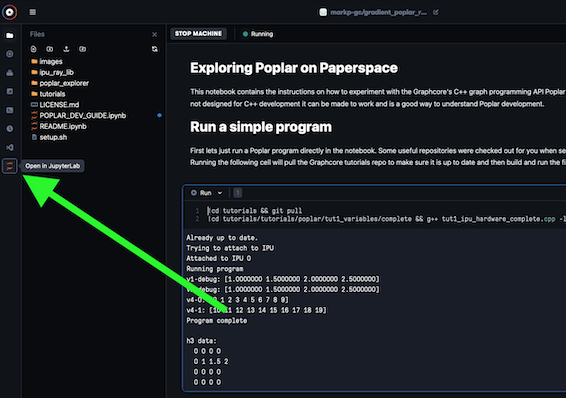 markp-gc/gradient_poplar_r...
Files
STOP MACHINE
Running
images
ipu_ray_lib
poplar_explorer
tutorials
LICENSE.md
POPLAR_DEV_GUIDE.ipynb
README.ipynb
setup.sh
Open in JupyterLab
Exploring Poplar on Paperspace
This notebook contains the instructions on how to experiment with the Graphcore's C++ graph programming API Poplar
not designed for C++ development it can be made to work and is a good way to understand Poplar development.
Run a simple program
First lets just run a Poplar program directly in the notebook. Some useful repositories were checked out for you when se
Running the following cell will pull the Graphcore tutorials repo to make sure it is up to date and then build and run the fi
Run
1
1 !cd tutorials && git pull
2 !cd tutorials/tutorials/poplar/tut1_variables/complete && g++ tut1_ipu_hardware_complete.cpp -l
Already up to date.
Trying to attach to IPU
Attached to IPU 0
Running program
v1-debug: [1.0000000 1.5000000 2.0000000 2.5000000]
debug: [1.0000000 1.5000000 2.0000000 2.5000000]
v4-0: 1 2 3 4 5 6 7 8 9]
v4-1: [10 11 12 13 14 15 16 17 18 19]
Program complete
h3 data:
0 0 0 0
0 1 1.5 2
0 0 0 0
0 0 0 0